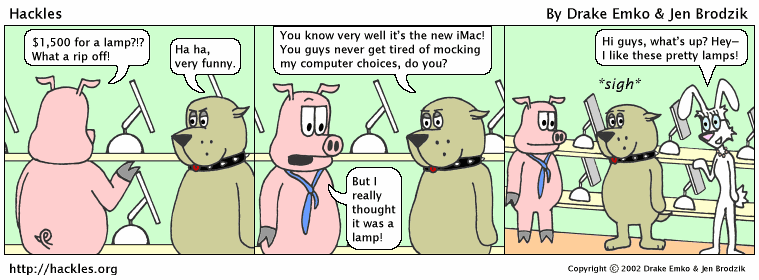 Hackles
By Drake Emko & Jen Brodzik
$1,500 for a lamp?!?
What a rip off!
Ha ha,
very funny.
You know very well it's the new iMac!
You guys never get tired of mocking
my computer choices, do you?
But I
really
thought
it was a
lamp!
Hi guys, what's up? Hey–
I like these pretty lamps!
*sigh*
http://hackles.org
Copyright © 2002 Drake Emko & Jen Brodzik